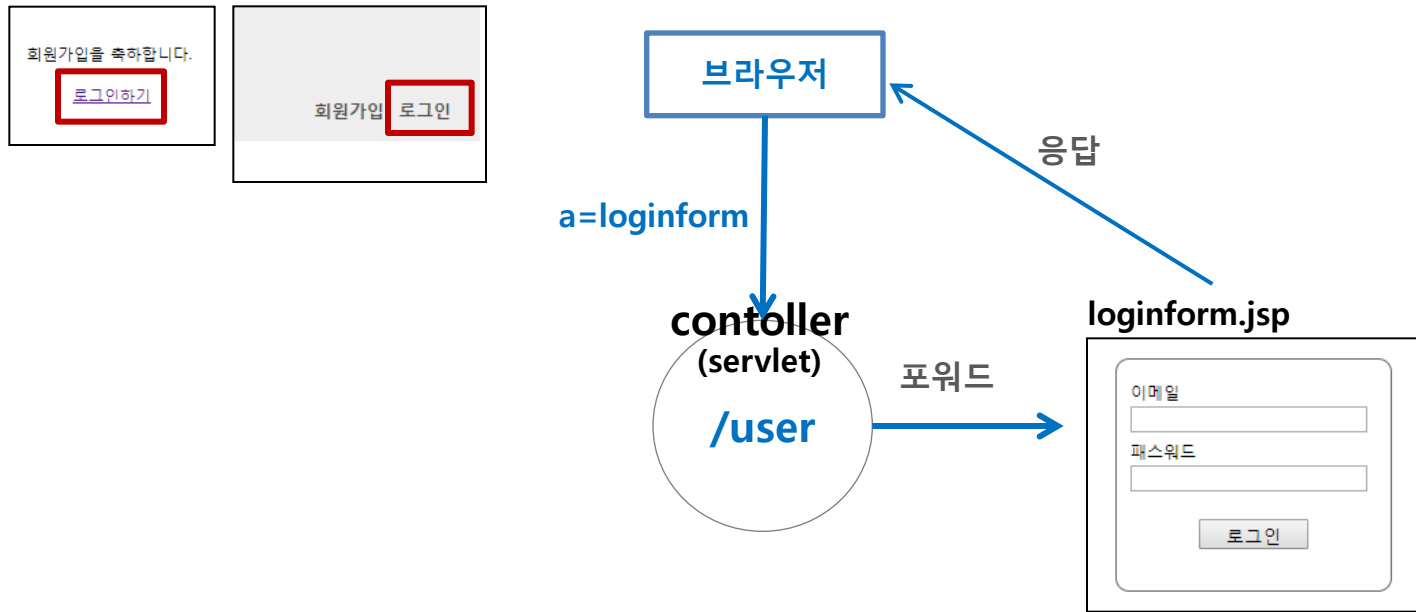 회원가입을 축하합니다.
로그인하기
회원가입 로그인
브라우저
응답
a=loginform
contoller
(servlet)
/user
포워드
loginform.jsp
이메일
패스워드
로그인